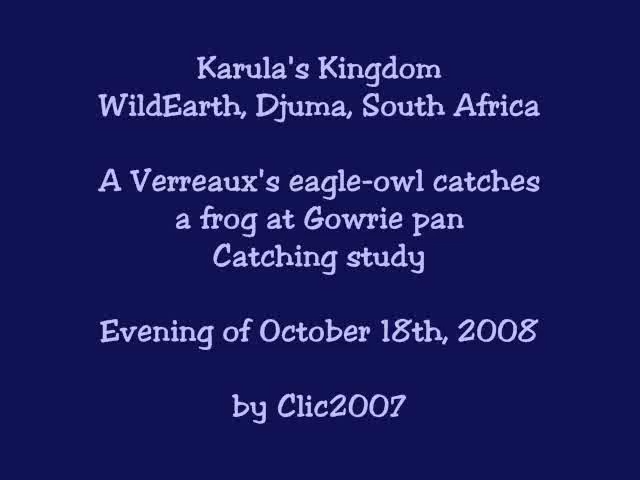 Karula's Kingdom
WildEarth, Djuma, South Africa
A Verreaux's eagle-owl catches
a frog at Gowrie pan
Catching study
Evening of October 18th, 2008
by Clic2007